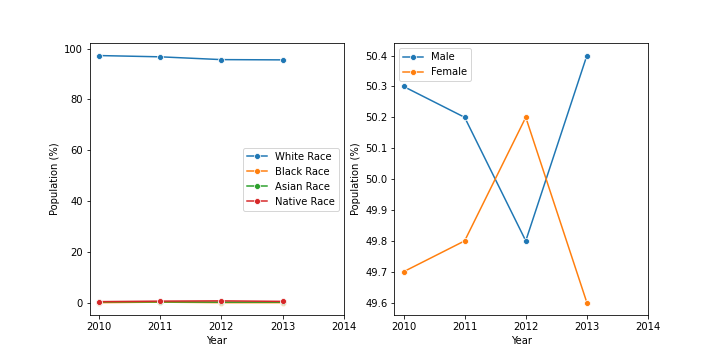 100
80
60
40
20
0
Population (%)
2010 2011 2012 2013 2014
Year
White Race
Black Race
Asian Race
Native Race
50.4
50.3
50.2
50.1
50.0
49.9
49.8
49.7
49.6
Population (%)
2010 2011 2012 2013 2014
Year
Male
Female